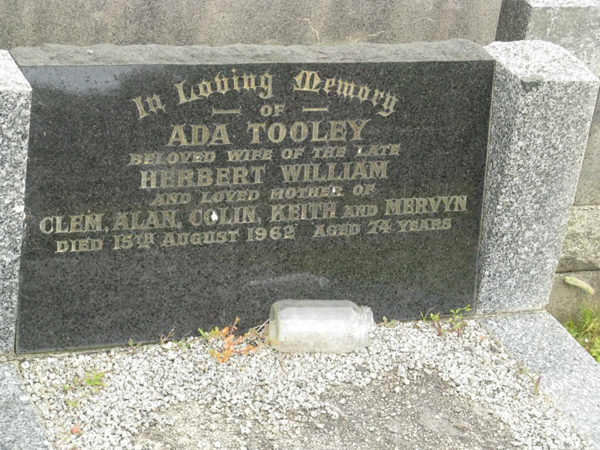 In Loving Memory
OF
ADA TOOLEY
BELOVED WIFE OF THE LATE
HERBERT WILLIAM
AND LOVED MOTHER OF
CLEM, ALAN, COLIN, KEITH AND MERVYN
DIED 15TH AUGUST 1962 AGED 74 YEARS